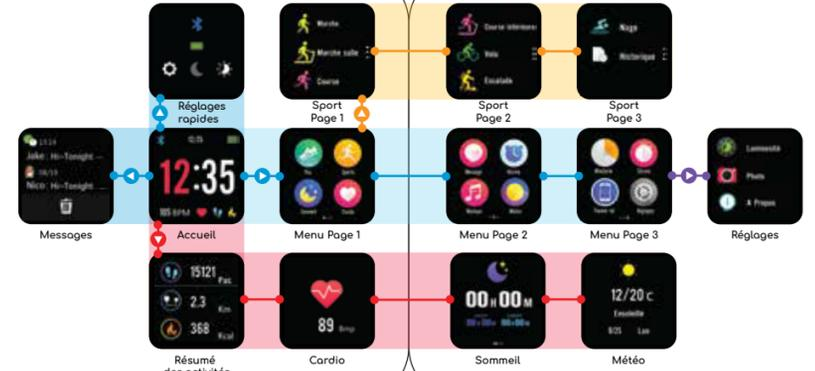 Marche
Marche salle
Course
Course intérieure
Vélo
Escalade
Nage
Historique
Réglages
rapides
Sport
Page 1
Sport
Page 2
Sport
Page 3
Jake: Hi~Tonight
Nico: Hi~Tonight
12:35
105 BPM
Luminosité
Photo
A Propos
Messages
Accueil
Menu Page 1
Menu Page 2
Menu Page 3
Réglages
15121 Pas
2.3 Km
368 Kcal
89 Bmp
00H00M
12/20 C
Ensoleillé
8/25 Lun
Résumé
des activités
Cardio
Sommeil
Météo